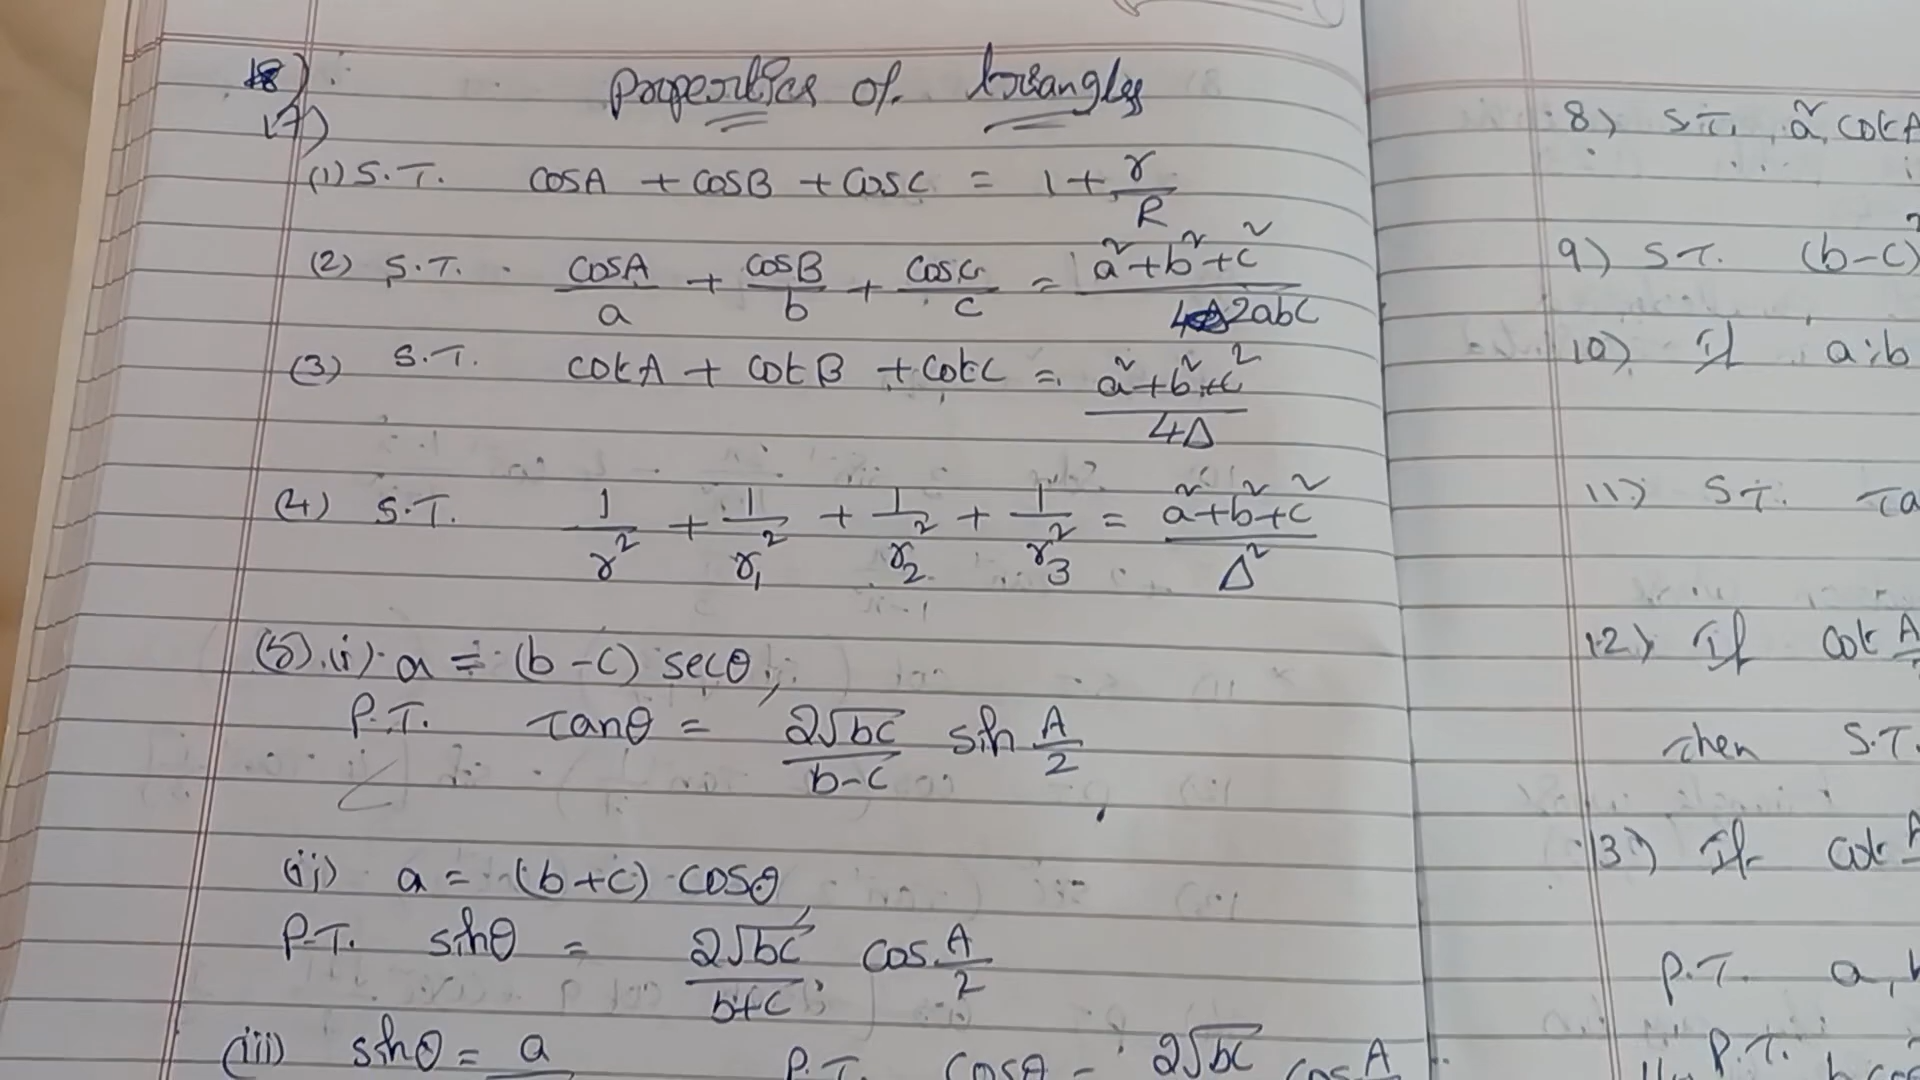 18)
Properties of triangles
17)
(1) S.T. cosA + cosB + cosC = 1 + r/R
(2) S.T. cosA/a + cosB/b + cosC/c = a²+b²+c²/2abc
(3) S.T. cotA + cotB + cotC = a²+b²+c²/4Δ
(4) S.T. 1/r² + 1/r₁² + 1/r₂² + 1/r₃² = a²+b²+c²/Δ²
(5) (i) a = (b-c) secθ,
P.T. Tanθ = 2√bc/b-c sin A/2
(ii) a = (b+c) cosθ,
P.T. sinθ = 2√bc/b+c cos A/2
(iii) sinθ = a
P.T. cosθ = 2√bc cos A
8) S.T. a² cotA
9) S.T. (b-c)²
10) If a:b
11) S.T. Ta
12) If cot A
then S.T.
13) If cot A
P.T. a, b
P.T.